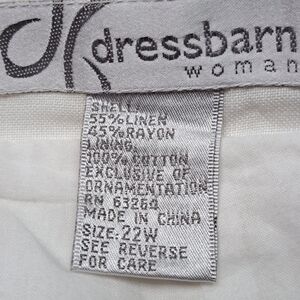 dressbarn
woman
SHELL:
55% LINEN
45% RAYON
LINING:
100% COTTON
EXCLUSIVE OF
ORNAMENTATION
RN 63264
MADE IN CHINA
SIZE: 22W
SEE REVERSE
FOR CARE